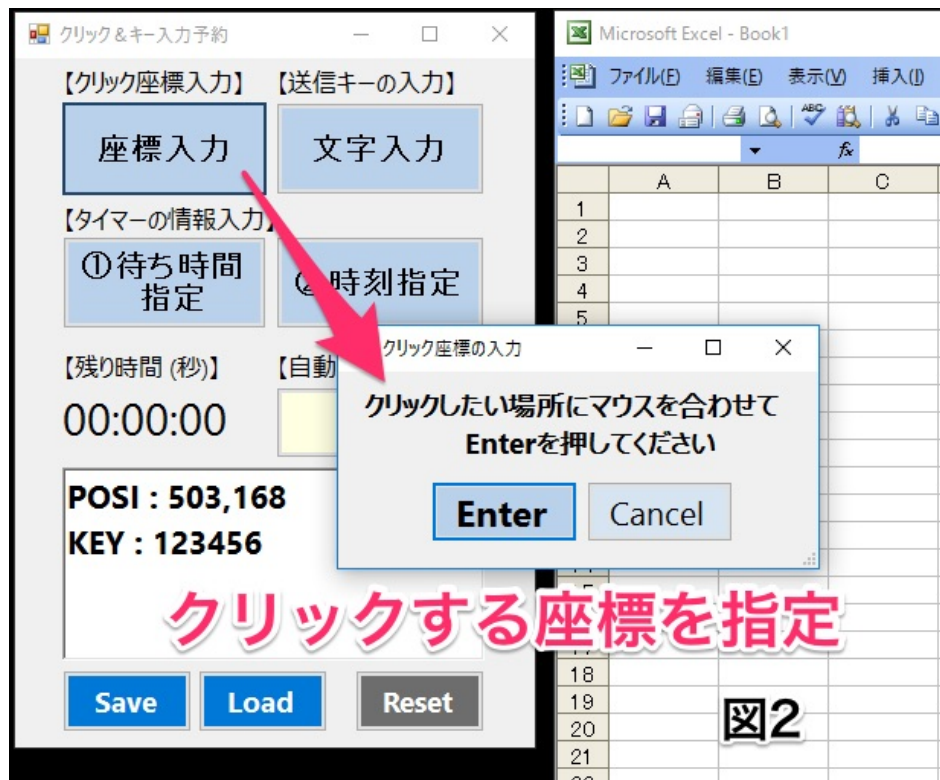 クリック&キー入力予約
【クリック座標入力】
【送信キーの入力】
座標入力
文字入力
【タイマーの情報入力】
①待ち時間
指定
②時刻指定
【残り時間 (秒)】
【自動
00:00:00
POSI : 503,168
KEY : 123456
Save
Load
Reset
クリック座標の入力
クリックしたい場所にマウスを合わせて
Enterを押してください
Enter
Cancel
クリックする座標を指定
Microsoft Excel - Book1
ファイル(F) 編集(E) 表示(V) 挿入(I)
ABC
fx
A B C
1
2
3
4
5
18
19
20
21
図2